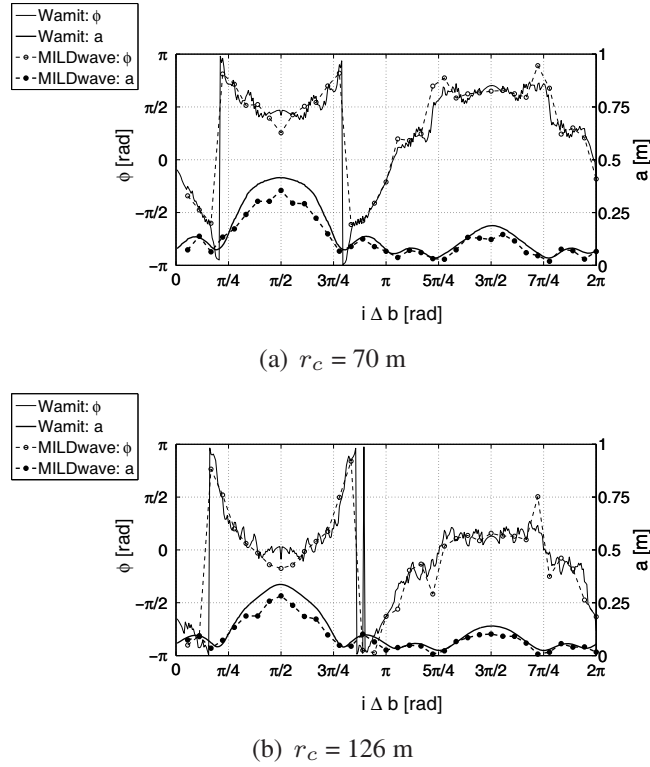 Wamit: ϕ
Wamit: a
MILDwave: ϕ
MILDwave: a
π
π/2
0
−π/2
−π
ϕ [rad]
1
0.75
0.5
0.25
0
a [m]
0 π/4 π/2 3π/4 π 5π/4 3π/2 7π/4 2π
i Δ b [rad]
(a) r_c = 70 m
Wamit: ϕ
Wamit: a
MILDwave: ϕ
MILDwave: a
π
π/2
0
−π/2
−π
ϕ [rad]
1
0.75
0.5
0.25
0
a [m]
0 π/4 π/2 3π/4 π 5π/4 3π/2 7π/4 2π
i Δ b [rad]
(b) r_c = 126 m